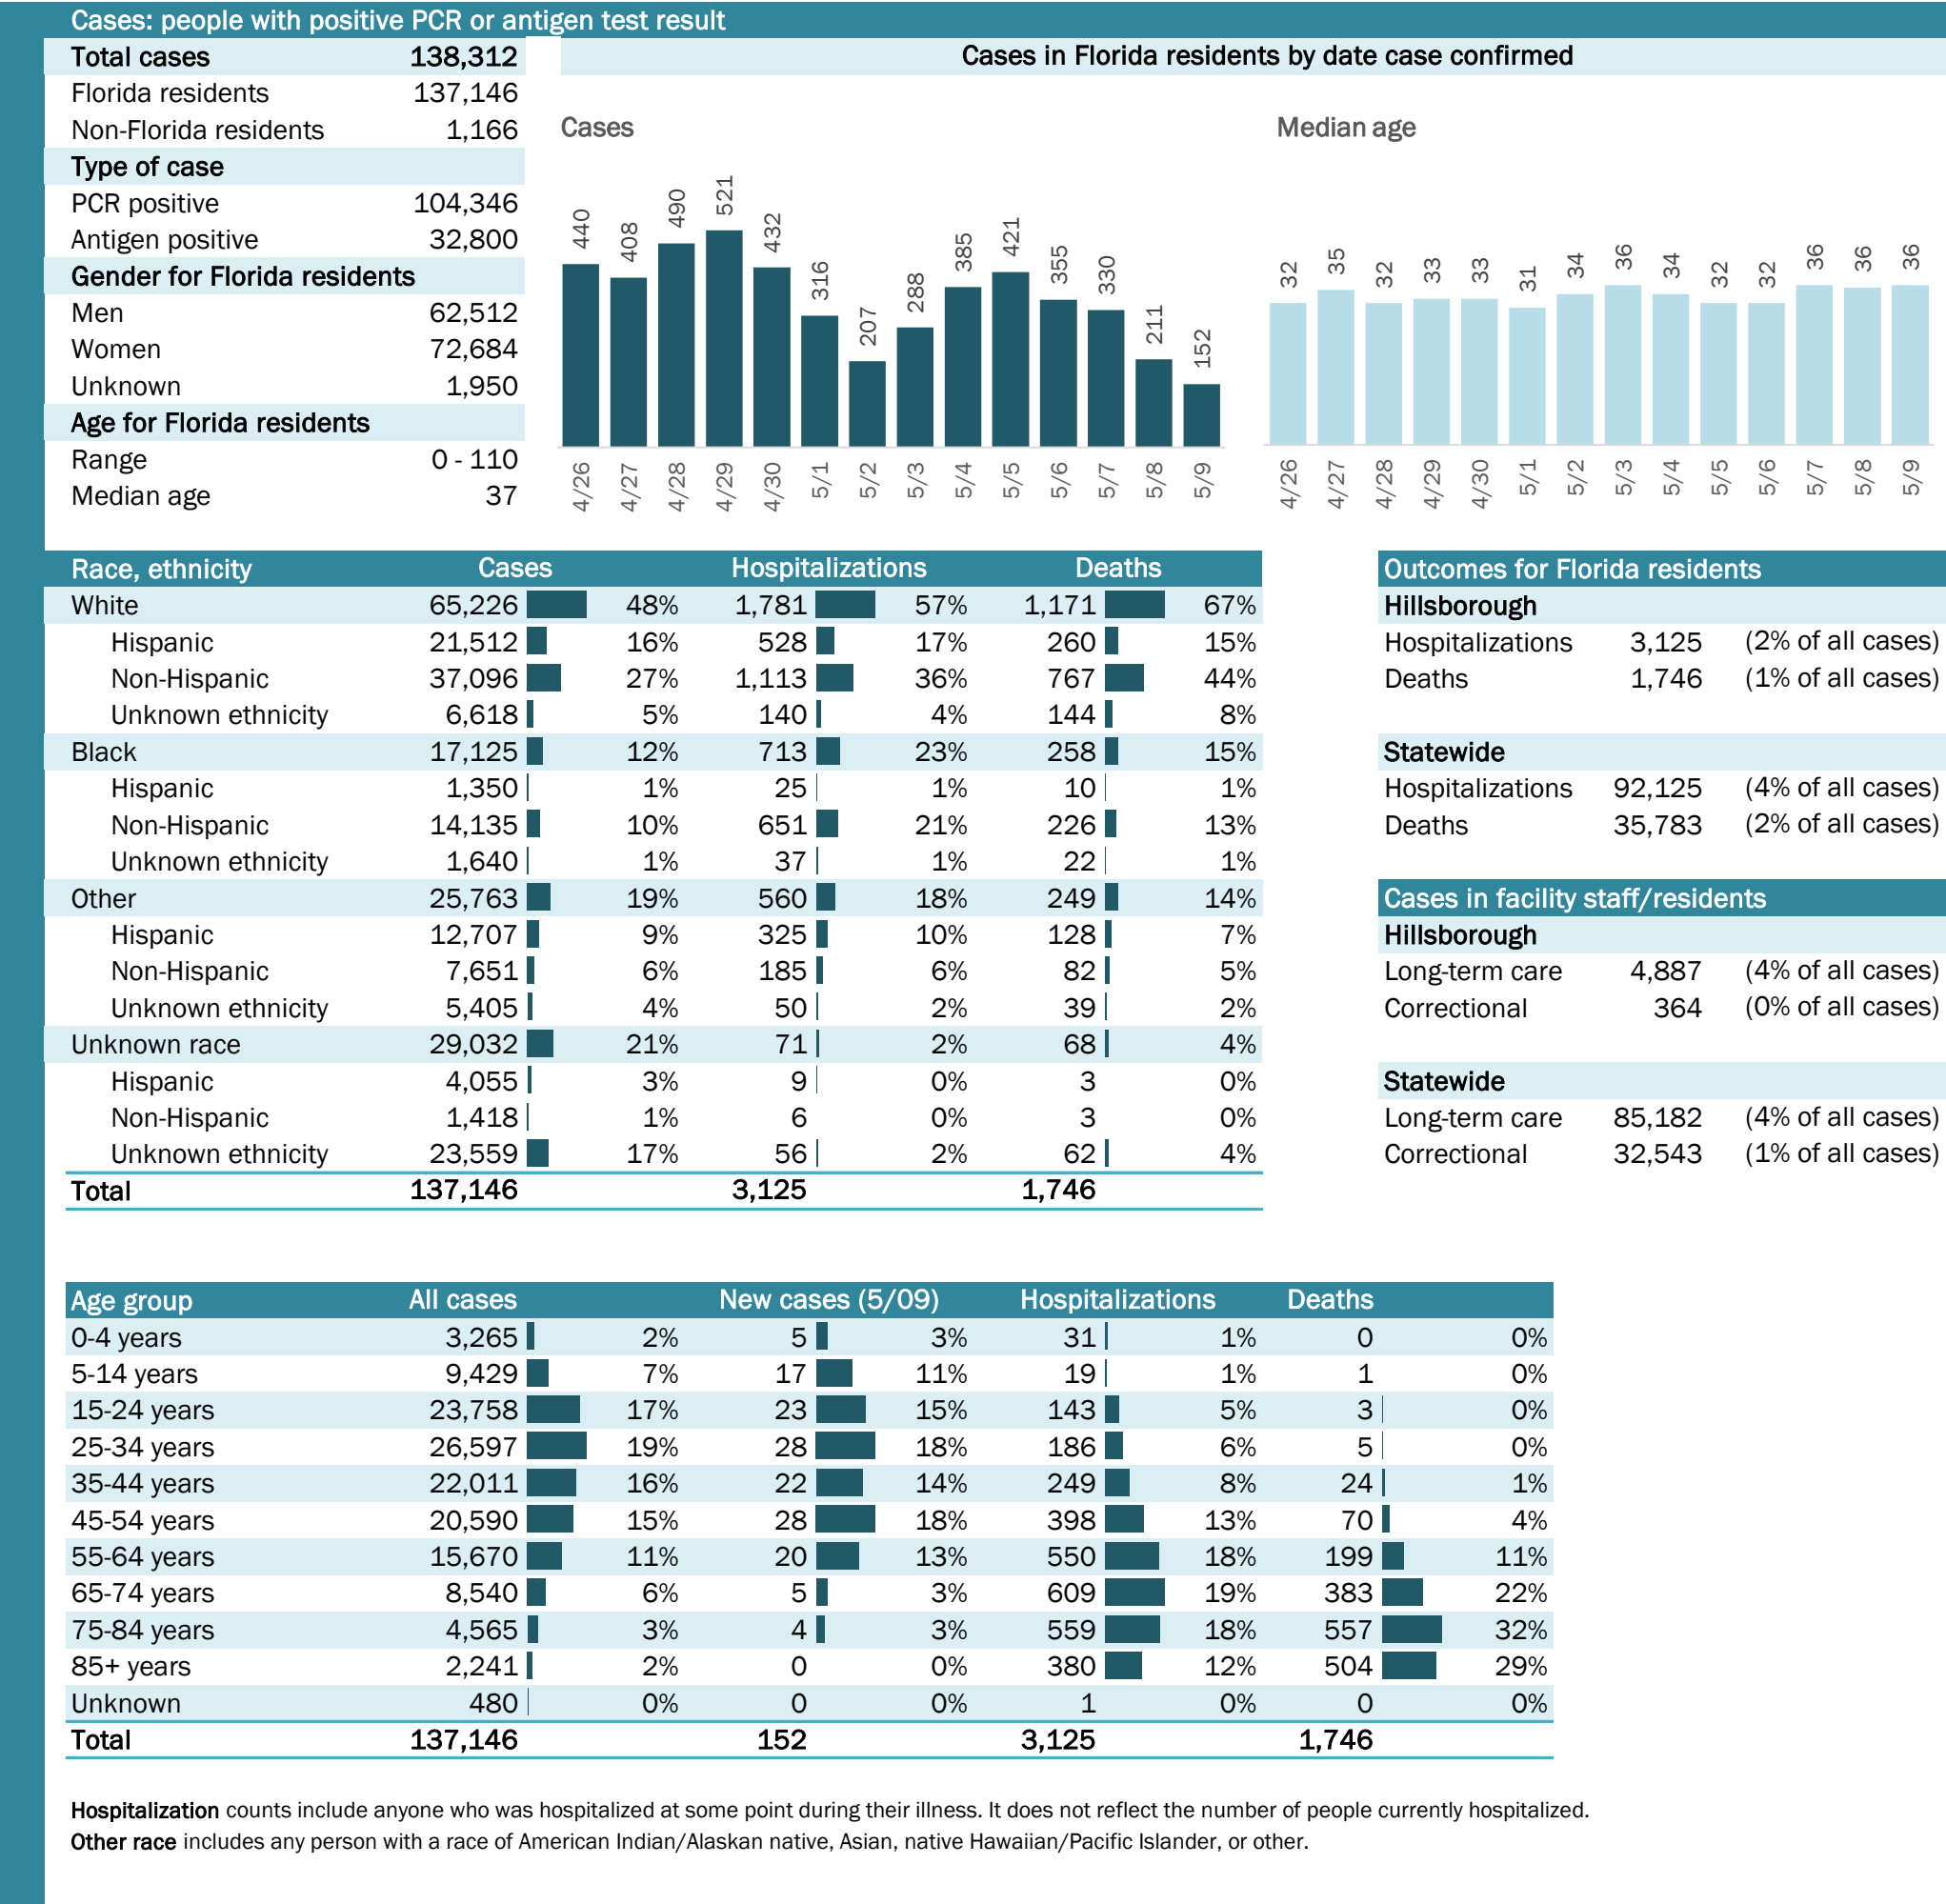 Cases: people with positive PCR or antigen test result
Total cases 138,312
Florida residents 137,146
Non-Florida residents 1,166
Type of case
PCR positive 104,346
Antigen positive 32,800
Gender for Florida residents
Men 62,512
Women 72,684
Unknown 1,950
Age for Florida residents
Range 0 - 110
Median age 37
Cases in Florida residents by date case confirmed
Cases
440 408 490 521 432 316 207 288 385 421 355 330 211 152
4/26 4/27 4/28 4/29 4/30 5/1 5/2 5/3 5/4 5/5 5/6 5/7 5/8 5/9
Median age
32 35 32 33 33 31 34 36 34 32 32 36 36 36
4/26 4/27 4/28 4/29 4/30 5/1 5/2 5/3 5/4 5/5 5/6 5/7 5/8 5/9
Race, ethnicity Cases Hospitalizations Deaths
White 65,226 48% 1,781 57% 1,171 67%
Hispanic 21,512 16% 528 17% 260 15%
Non-Hispanic 37,096 27% 1,113 36% 767 44%
Unknown ethnicity 6,618 5% 140 4% 144 8%
Black 17,125 12% 713 23% 258 15%
Hispanic 1,350 1% 25 1% 10 1%
Non-Hispanic 14,135 10% 651 21% 226 13%
Unknown ethnicity 1,640 1% 37 1% 22 1%
Other 25,763 19% 560 18% 249 14%
Hispanic 12,707 9% 325 10% 128 7%
Non-Hispanic 7,651 6% 185 6% 82 5%
Unknown ethnicity 5,405 4% 50 2% 39 2%
Unknown race 29,032 21% 71 2% 68 4%
Hispanic 4,055 3% 9 0% 3 0%
Non-Hispanic 1,418 1% 6 0% 3 0%
Unknown ethnicity 23,559 17% 56 2% 62 4%
Total 137,146 3,125 1,746
Outcomes for Florida residents
Hillsborough
Hospitalizations 3,125 (2% of all cases)
Deaths 1,746 (1% of all cases)
Statewide
Hospitalizations 92,125 (4% of all cases)
Deaths 35,783 (2% of all cases)
Cases in facility staff/residents
Hillsborough
Long-term care 4,887 (4% of all cases)
Correctional 364 (0% of all cases)
Statewide
Long-term care 85,182 (4% of all cases)
Correctional 32,543 (1% of all cases)
Age group All cases New cases (5/09) Hospitalizations Deaths
0-4 years 3,265 2% 5 3% 31 1% 0 0%
5-14 years 9,429 7% 17 11% 19 1% 1 0%
15-24 years 23,758 17% 23 15% 143 5% 3 0%
25-34 years 26,597 19% 28 18% 186 6% 5 0%
35-44 years 22,011 16% 22 14% 249 8% 24 1%
45-54 years 20,590 15% 28 18% 398 13% 70 4%
55-64 years 15,670 11% 20 13% 550 18% 199 11%
65-74 years 8,540 6% 5 3% 609 19% 383 22%
75-84 years 4,565 3% 4 3% 559 18% 557 32%
85+ years 2,241 2% 0 0% 380 12% 504 29%
Unknown 480 0% 0 0% 1 0% 0 0%
Total 137,146 152 3,125 1,746
Hospitalization counts include anyone who was hospitalized at some point during their illness. It does not reflect the number of people currently hospitalized.
Other race includes any person with a race of American Indian/Alaskan native, Asian, native Hawaiian/Pacific Islander, or other.